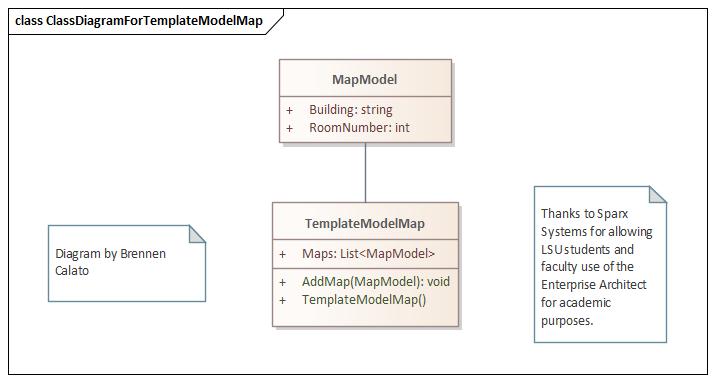 class ClassDiagramForTemplateModelMap
MapModel
+ Building: string
+ RoomNumber: int
TemplateModelMap
+ Maps: List<MapModel>
+ AddMap(MapModel): void
+ TemplateModelMap()
Diagram by Brennen
Calato
Thanks to Sparx
Systems for allowing
LSU students and
faculty use of the
Enterprise Architect
for academic
purposes.